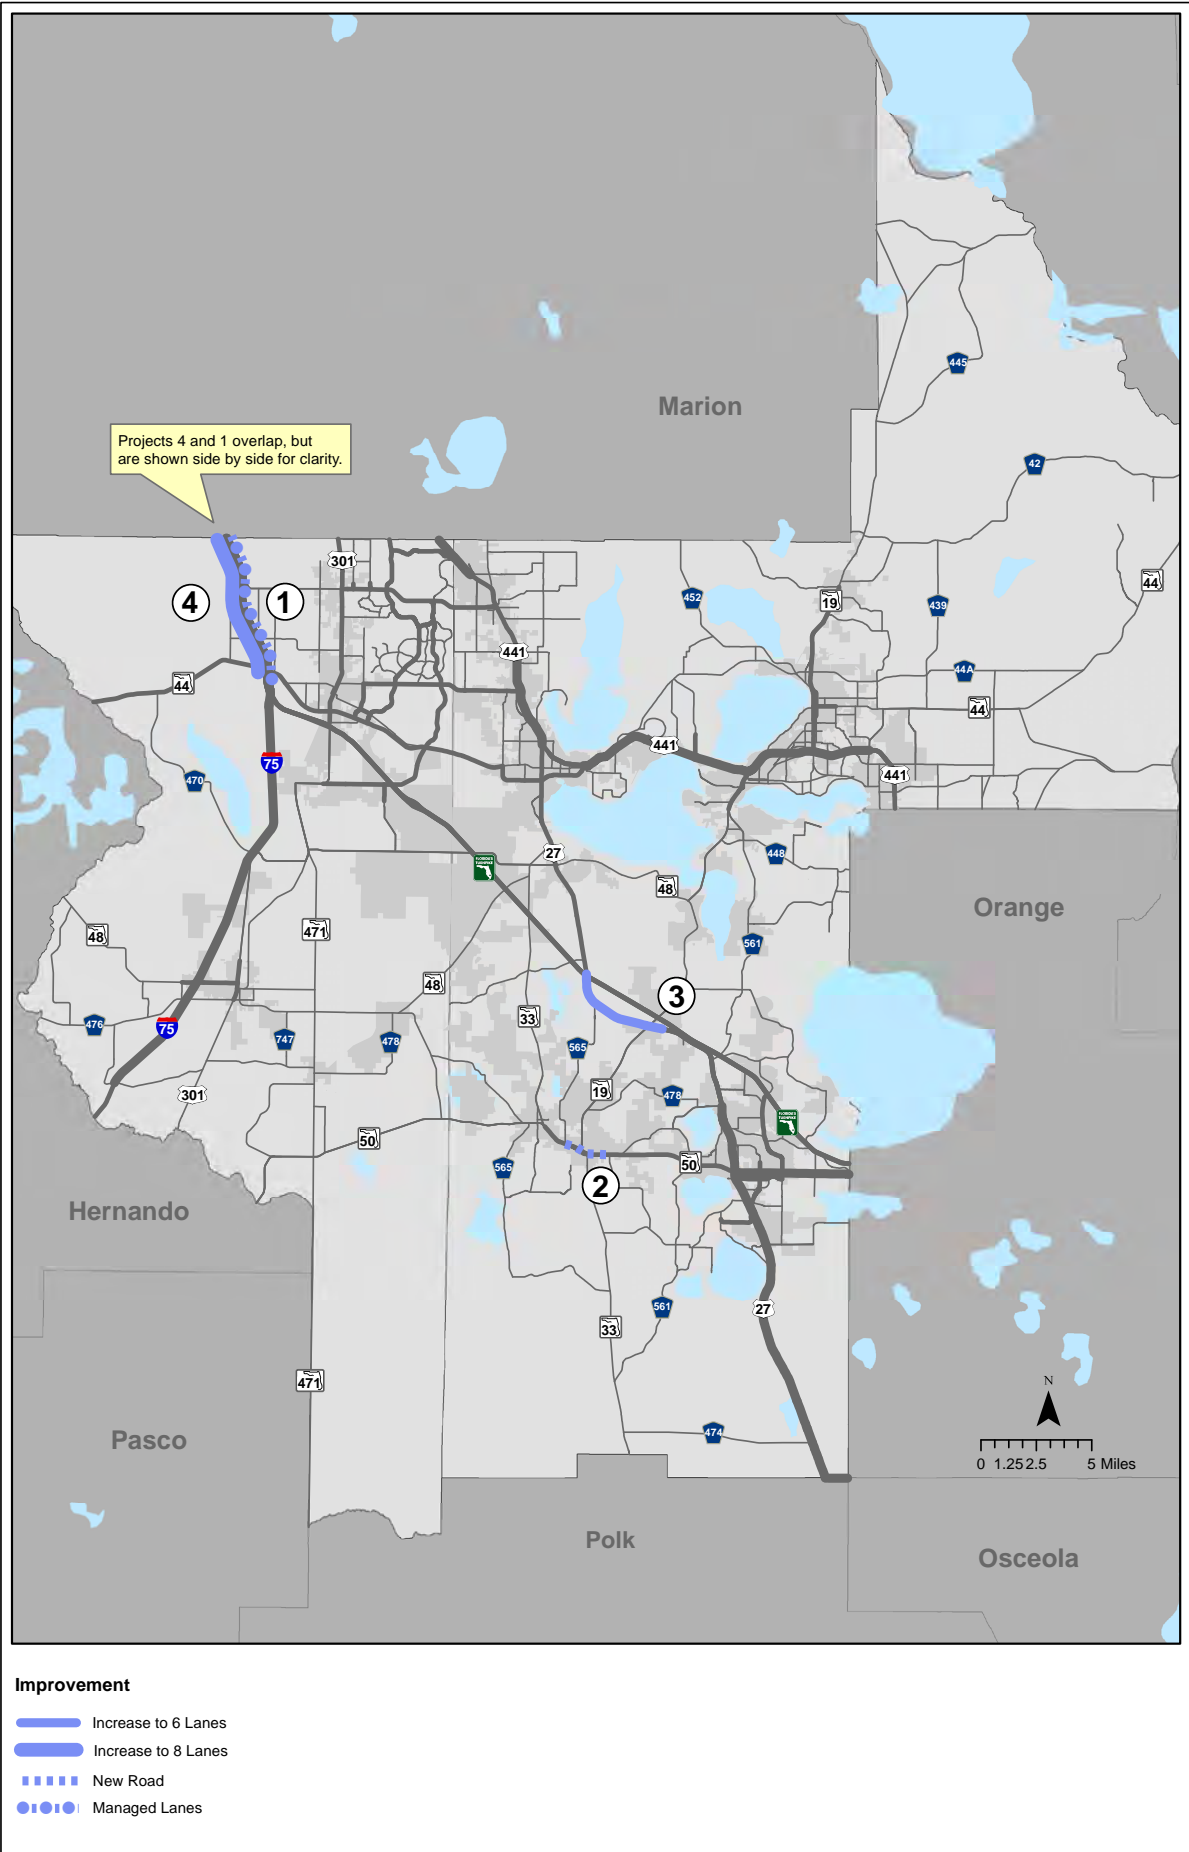 Marion
445
42
Projects 4 and 1 overlap, but
are shown side by side for clarity.
301
44
4
1
452
19
439
441
44A
44
44
441
75
470
441
27
448
FLORIDA'S
TURNPIKE
48
Orange
471
48
561
48
3
33
476
75
747
478
565
19
478
301
FLORIDA'S
TURNPIKE
50
50
565
2
Hernando
561
27
33
471
N
474
Pasco
0 1.25 2.5 5 Miles
Polk
Osceola
Improvement
Increase to 6 Lanes
Increase to 8 Lanes
New Road
Managed Lanes